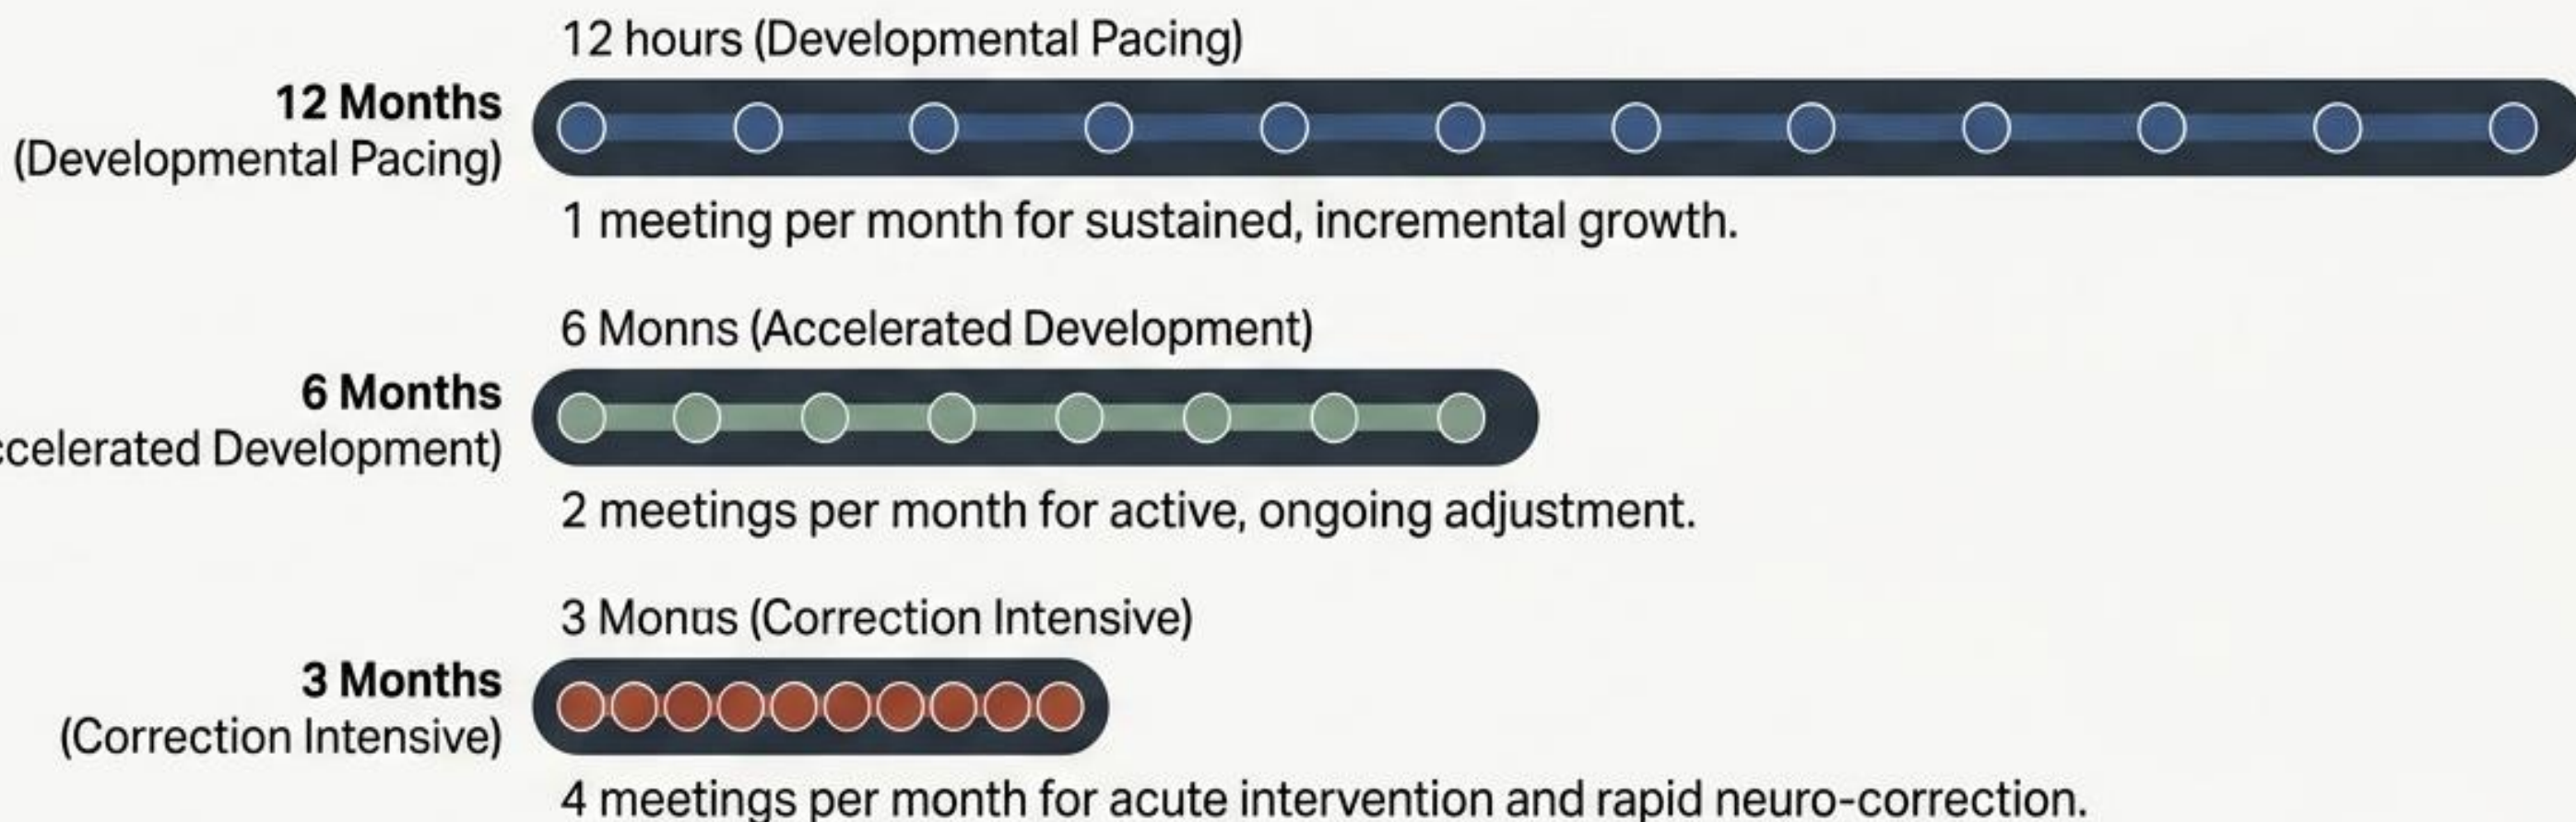 12 hours (Developmental Pacing)
12 Months
(Developmental Pacing)
1 meeting per month for sustained, incremental growth.
6 Monns (Accelerated Development)
6 Months
ccelerated Development)
2 meetings per month for active, ongoing adjustment.
3 Monus (Correction Intensive)
3 Months
(Correction Intensive)
4 meetings per month for acute intervention and rapid neuro-correction.